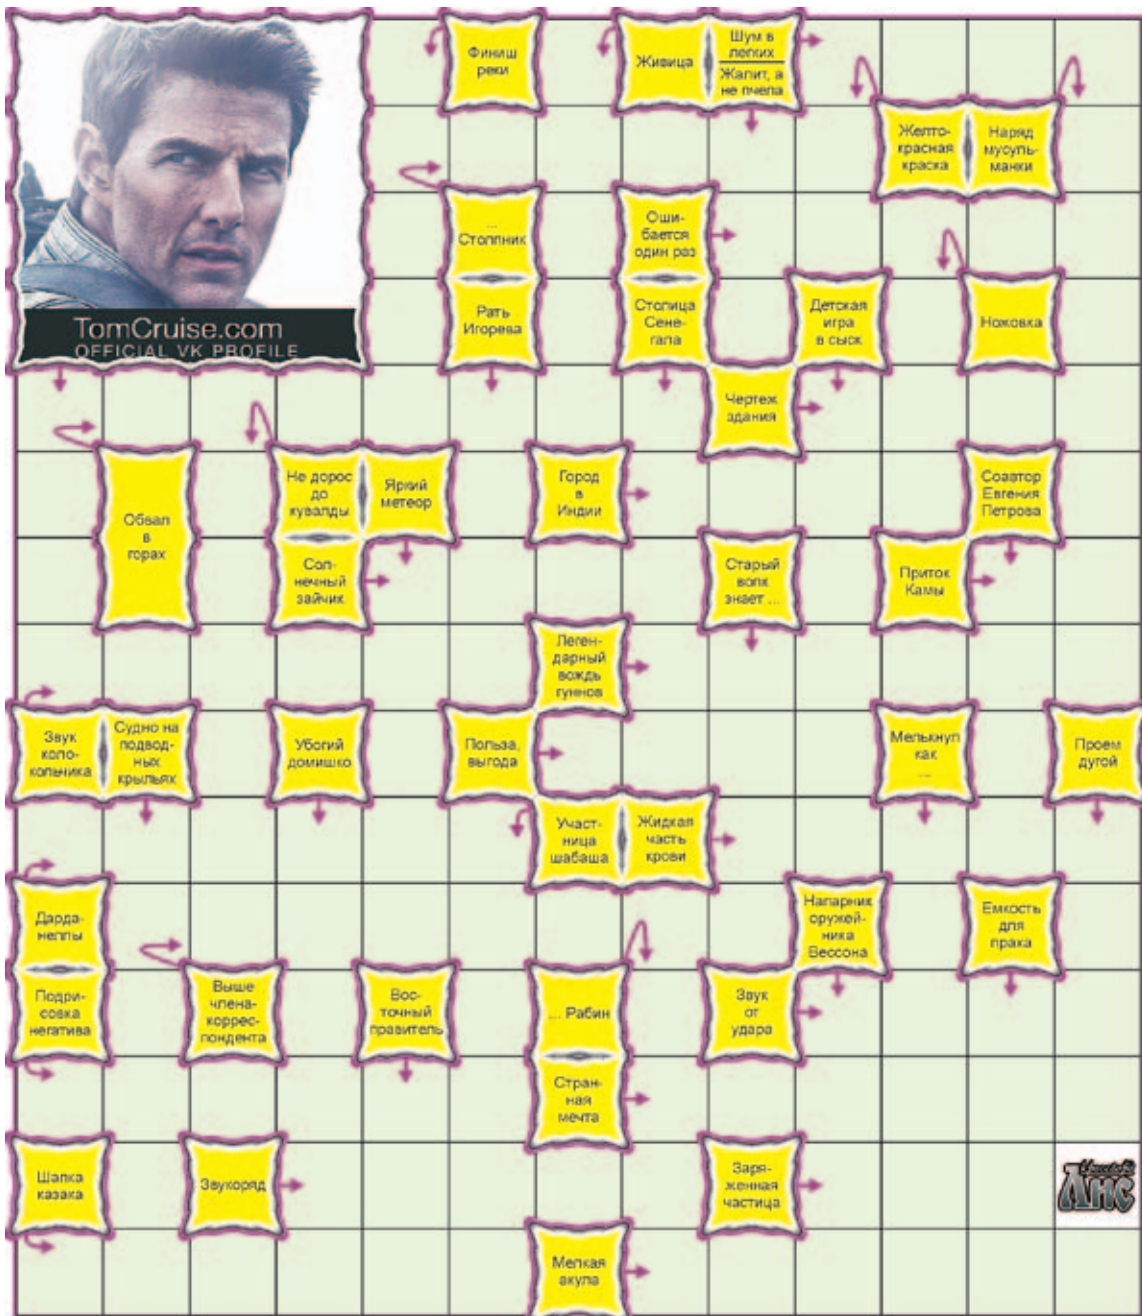 Финиш
реки
Живица
Шум в
легких
Жалит, а
не пчела
Желто-
красная
краска
Наряд
мусуль-
манки
...
Столпник
Рать
Игорева
Оши-
бается
один раз
Столица
Сене-
гала
Детская
игра
в сыск
Ножовка
TomCruise.com
OFFICIAL VK PROFILE
Чертеж
здания
Обвал
в
горах
Не дорос
до
кувалды
Яркий
метеор
Город
в
Индии
Соавтор
Евгения
Петрова
Сол-
нечный
зайчик
Старый
волк
знает ...
Приток
Камы
Леген-
дарный
вождь
гуннов
Звук
коло-
кольчика
Судно на
подвод-
ных
крыльях
Убогий
домишко
Польза,
выгода
Мелькнул
как
...
Проем
дугой
Участ-
ница
шабаша
Жидкая
часть
крови
Дарда-
неллы
Напарник
оружей-
ника
Вессона
Емкость
для
праха
Подри-
совка
негатива
Выше
члена-
коррес-
пондента
Вос-
точный
правитель
... Рабин
Звук
от
удара
Стран-
ная
мечта
Шапка
казака
Звукоряд
Заря-
женная
частица
Лис
Мелкая
акула